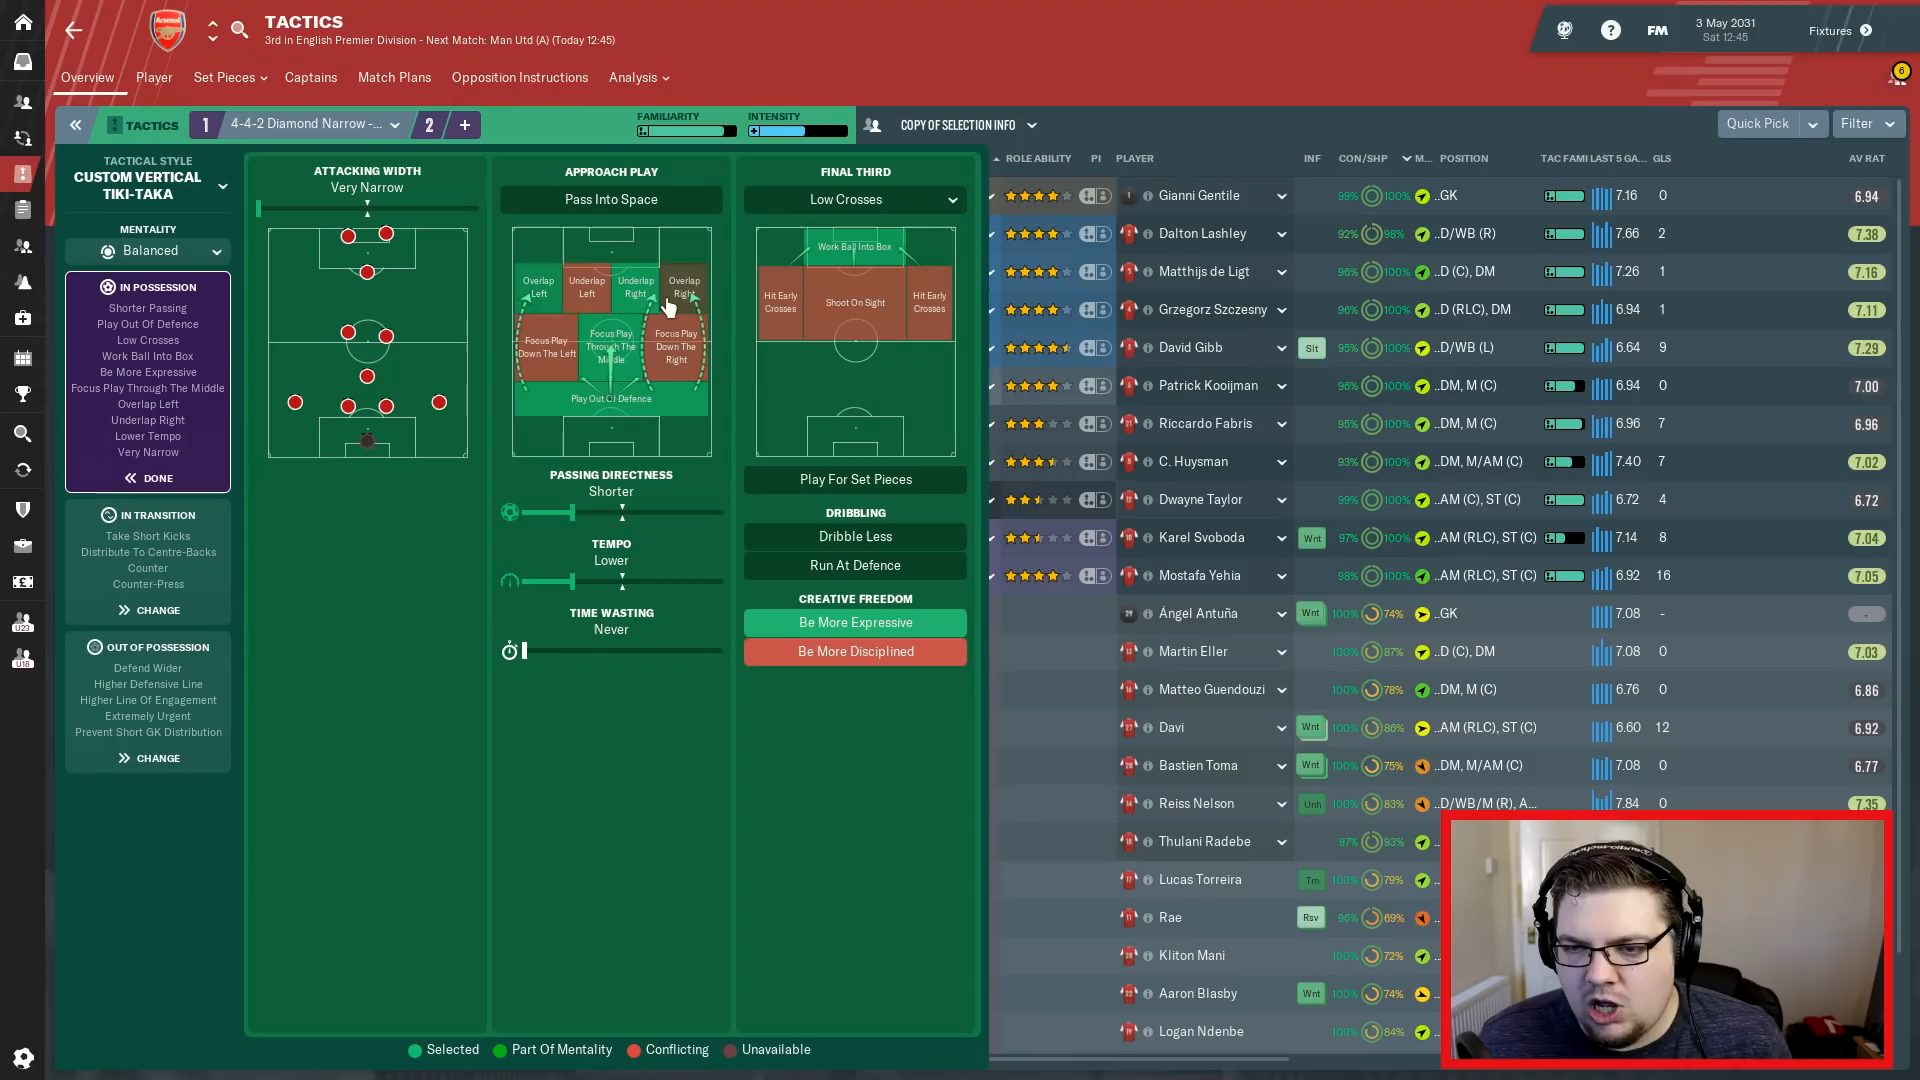 TACTICS
3rd in English Premier Division - Next Match: Man Utd (A) (Today 12:45)
Arsenal
FM
3 May 2031
Sat 12:45
Fixtures
6
Overview
Player
Set Pieces
Captains
Match Plans
Opposition Instructions
Analysis
TACTICS
1
4-4-2 Diamond Narrow -...
2
+
FAMILIARITY
INTENSITY
COPY OF SELECTION INFO
Quick Pick
Filter
TACTICAL STYLE
CUSTOM VERTICAL
TIKI-TAKA
MENTALITY
Balanced
IN POSSESSION
Shorter Passing
Play Out Of Defence
Low Crosses
Work Ball Into Box
Be More Expressive
Focus Play Through The Middle
Overlap Left
Underlap Right
Lower Tempo
Very Narrow
DONE
IN TRANSITION
Take Short Kicks
Distribute To Centre-Backs
Counter
Counter-Press
CHANGE
OUT OF POSSESSION
Defend Wider
Higher Defensive Line
Higher Line Of Engagement
Extremely Urgent
Prevent Short GK Distribution
CHANGE
U23
U18
ATTACKING WIDTH
Very Narrow
APPROACH PLAY
Pass Into Space
Overlap Left
Underlap Left
Underlap Right
Overlap Right
Focus Play Down The Left
Focus Play Through The Middle
Focus Play Down The Right
Play Out Of Defence
PASSING DIRECTNESS
Shorter
TEMPO
Lower
TIME WASTING
Never
FINAL THIRD
Low Crosses
Work Ball Into Box
Hit Early Crosses
Shoot On Sight
Hit Early Crosses
Play For Set Pieces
DRIBBLING
Dribble Less
Run At Defence
CREATIVE FREEDOM
Be More Expressive
Be More Disciplined
Selected
Part Of Mentality
Conflicting
Unavailable
ROLE ABILITY PI PLAYER INF CON/SHP M... POSITION TAC FAMI LAST 5 GA... GLS AV RAT
Gianni Gentile 99% 100% ..GK 7.16 0 6.94
Dalton Lashley 92% 98% ..D/WB (R) 7.66 2 7.38
Matthijs de Ligt 96% 100% ..D (C), DM 7.26 1 7.16
Grzegorz Szczesny 96% 100% ..D (RLC), DM 6.94 1 7.11
David Gibb Slt 95% 100% ..D/WB (L) 6.64 9 7.29
Patrick Kooijman 96% 100% ..DM, M (C) 6.94 0 7.00
Riccardo Fabris 95% 100% ..DM, M (C) 6.96 7 6.96
C. Huysman 93% 100% ..DM, M/AM (C) 7.40 7 7.02
Dwayne Taylor 99% 100% ..AM (C), ST (C) 6.72 4 6.72
Karel Svoboda Wnt 97% 100% ..AM (RLC), ST (C) 7.14 8 7.04
Mostafa Yehia 98% 100% ..AM (RLC), ST (C) 6.92 16 7.05
Ángel Antuña Wnt 100% 74% ..GK 7.08 - -
Martin Eller 100% 87% ..D (C), DM 7.08 0 7.03
Matteo Guendouzi 100% 78% ..DM, M (C) 6.76 0 6.86
Davi Wnt 100% 86% ..AM (RLC), ST (C) 6.60 12 6.92
Bastien Toma Wnt 100% 75% ..DM, M/AM (C) 7.08 0 6.77
Reiss Nelson Unh 100% 83% ..D/WB/M (R), A... 7.84 0 7.35
Thulani Radebe 97% 93% ..
Lucas Torreira Trn 100% 79% ..
Rae Rsv 96% 69% ..
Kliton Mani 100% 72% ..
Aaron Blasby Wnt 100% 74% ..
Logan Ndenbe 100% 84% ..